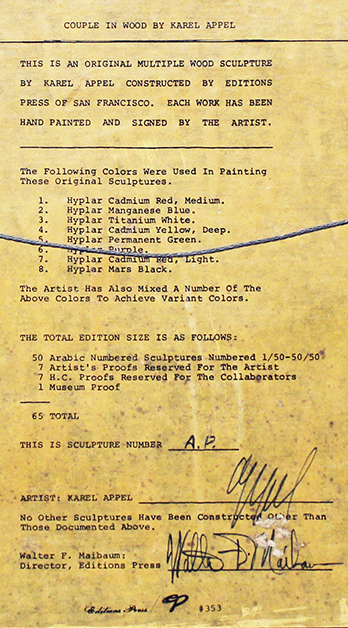 COUPLE IN WOOD BY KAREL APPEL
THIS IS AN ORIGINAL MULTIPLE WOOD SCULPTURE
BY KAREL APPEL CONSTRUCTED BY EDITIONS
PRESS OF SAN FRANCISCO. EACH WORK HAS BEEN
HAND PAINTED AND SIGNED BY THE ARTIST.
The Following Colors Were Used In Painting
These Original Sculptures.
1. Hyplar Cadmium Red, Medium.
2. Hyplar Manganese Blue.
3. Hyplar Titanium White.
4. Hyplar Cadmium Yellow, Deep.
5. Hyplar Permanent Green.
6. Hyplar Purple.
7. Hyplar Cadmium Red, Light.
8. Hyplar Mars Black.
The Artist Has Also Mixed A Number Of The
Above Colors To Achieve Variant Colors.
THE TOTAL EDITION SIZE IS AS FOLLOWS:
50 Arabic Numbered Sculptures Numbered 1/50-50/50
7 Artist's Proofs Reserved For The Artist
7 H.C. Proofs Reserved For The Collaborators
1 Museum Proof
65 TOTAL
THIS IS SCULPTURE NUMBER A.P.
ARTIST: KAREL APPEL Appel
No Other Sculptures Have Been Constructed Other Than
Those Documented Above.
Walter F. Maibaum:
Director, Editions Press Walter F. Maibaum
Editions Press #353